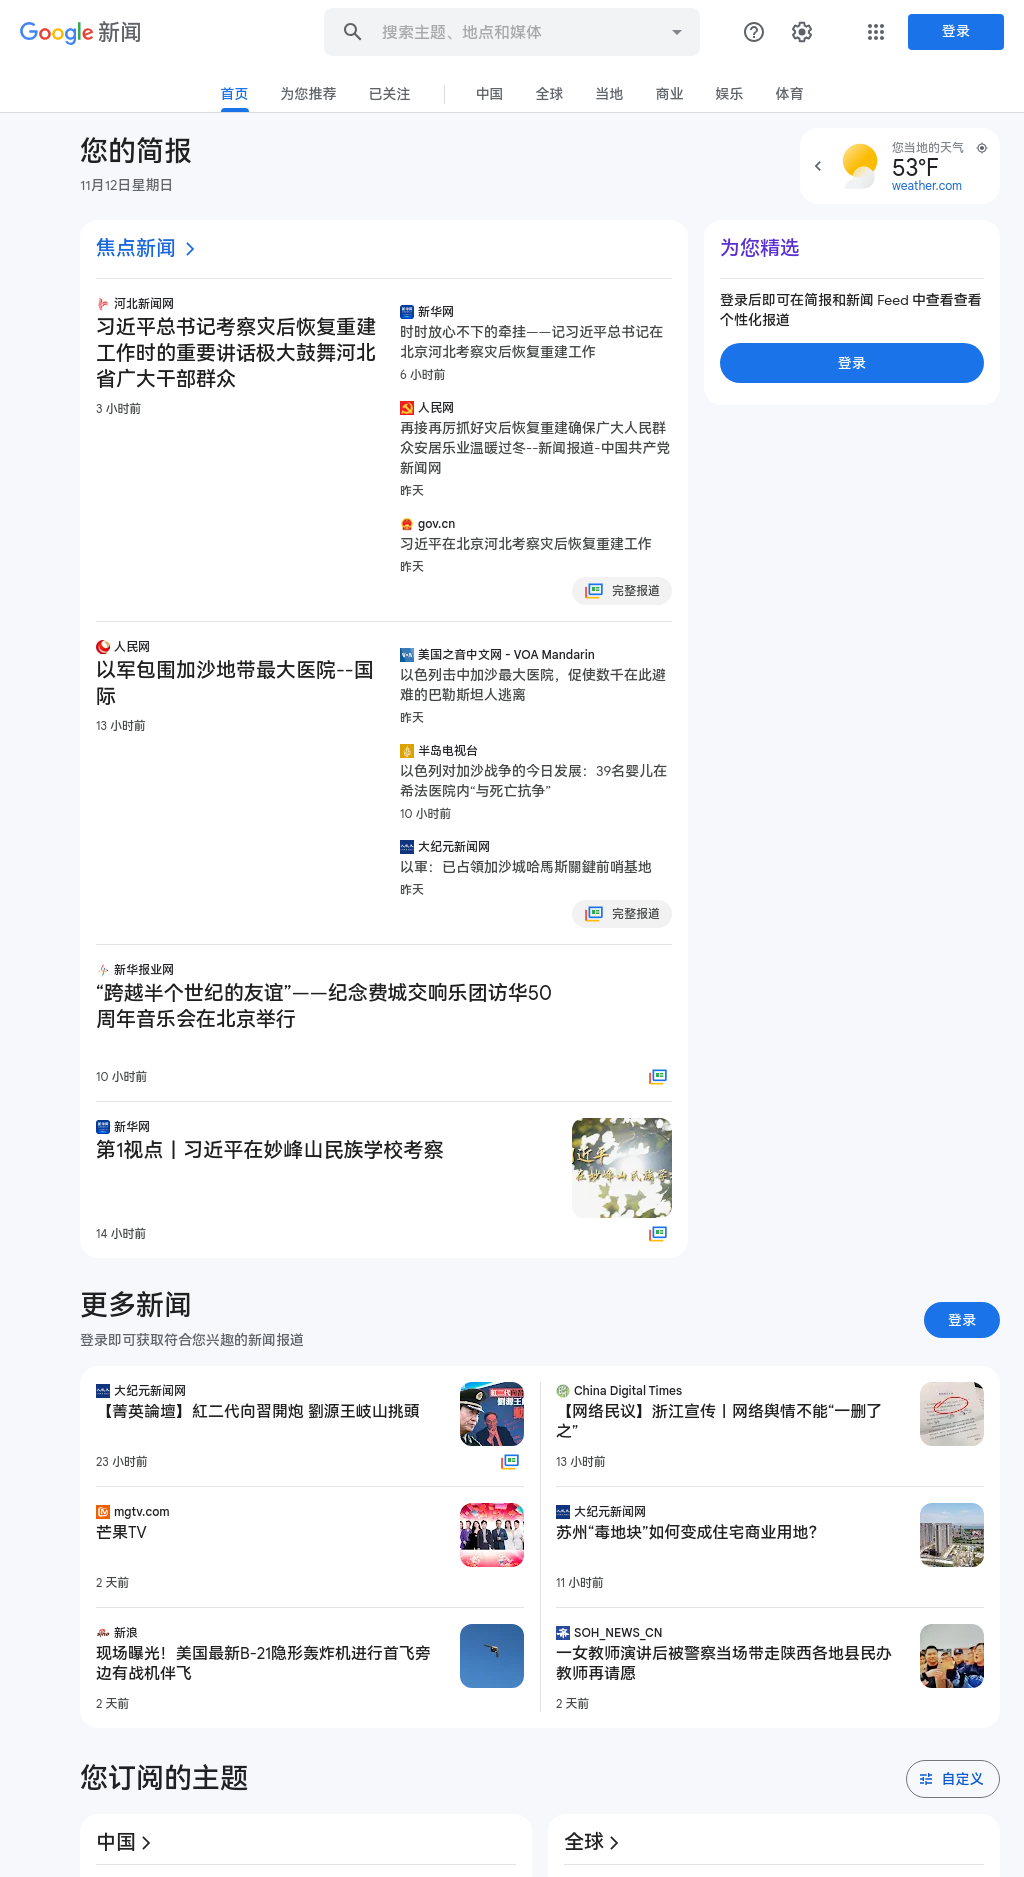 Google 新闻
搜索主题、地点和媒体
登录
首页
为您推荐
已关注
中国
全球
当地
商业
娱乐
体育
您的简报
11月12日星期日
您当地的天气
53°F
weather.com
焦点新闻
河北新闻网
习近平总书记考察灾后恢复重建
工作时的重要讲话极大鼓舞河北
省广大干部群众
3 小时前
新华网
时时放心不下的牵挂——记习近平总书记在
北京河北考察灾后恢复重建工作
6 小时前
人民网
再接再厉抓好灾后恢复重建确保广大人民群
众安居乐业温暖过冬--新闻报道-中国共产党
新闻网
昨天
gov.cn
习近平在北京河北考察灾后恢复重建工作
昨天
完整报道
为您精选
登录后即可在简报和新闻 Feed 中查看查看
个性化报道
登录
人民网
以军包围加沙地带最大医院--国
际
13 小时前
美国之音中文网 - VOA Mandarin
以色列击中加沙最大医院，促使数千在此避
难的巴勒斯坦人逃离
昨天
半岛电视台
以色列对加沙战争的今日发展：39名婴儿在
希法医院内“与死亡抗争”
10 小时前
大纪元新闻网
以軍：已占領加沙城哈馬斯關鍵前哨基地
昨天
完整报道
新华报业网
“跨越半个世纪的友谊”——纪念费城交响乐团访华50
周年音乐会在北京举行
10 小时前
新华网
第1视点丨习近平在妙峰山民族学校考察
近平
在妙峰山民族学
14 小时前
更多新闻
登录即可获取符合您兴趣的新闻报道
登录
大纪元新闻网
【菁英論壇】紅二代向習開炮 劉源王岐山挑頭
23 小时前
China Digital Times
【网络民议】浙江宣传丨网络舆情不能“一删了
之”
13 小时前
mgtv.com
芒果TV
2 天前
大纪元新闻网
苏州“毒地块”如何变成住宅商业用地？
11 小时前
新浪
现场曝光！美国最新B-21隐形轰炸机进行首飞旁
边有战机伴飞
2 天前
SOH_NEWS_CN
一女教师演讲后被警察当场带走陕西各地县民办
教师再请愿
2 天前
您订阅的主题
自定义
中国
全球